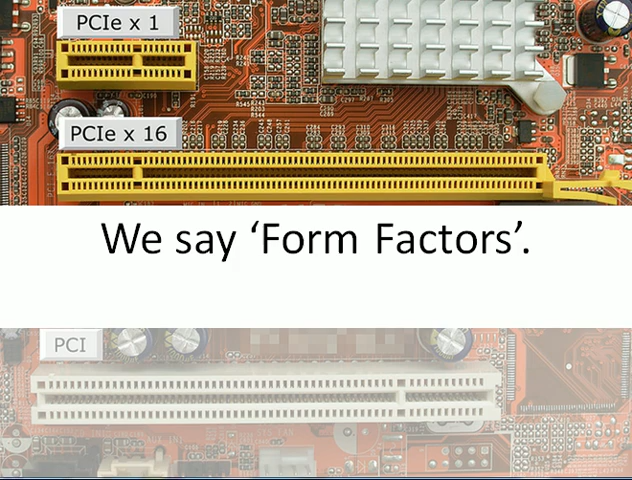 PCIe x 1
PCIe x 16
We say ‘Form Factors’.
PCI